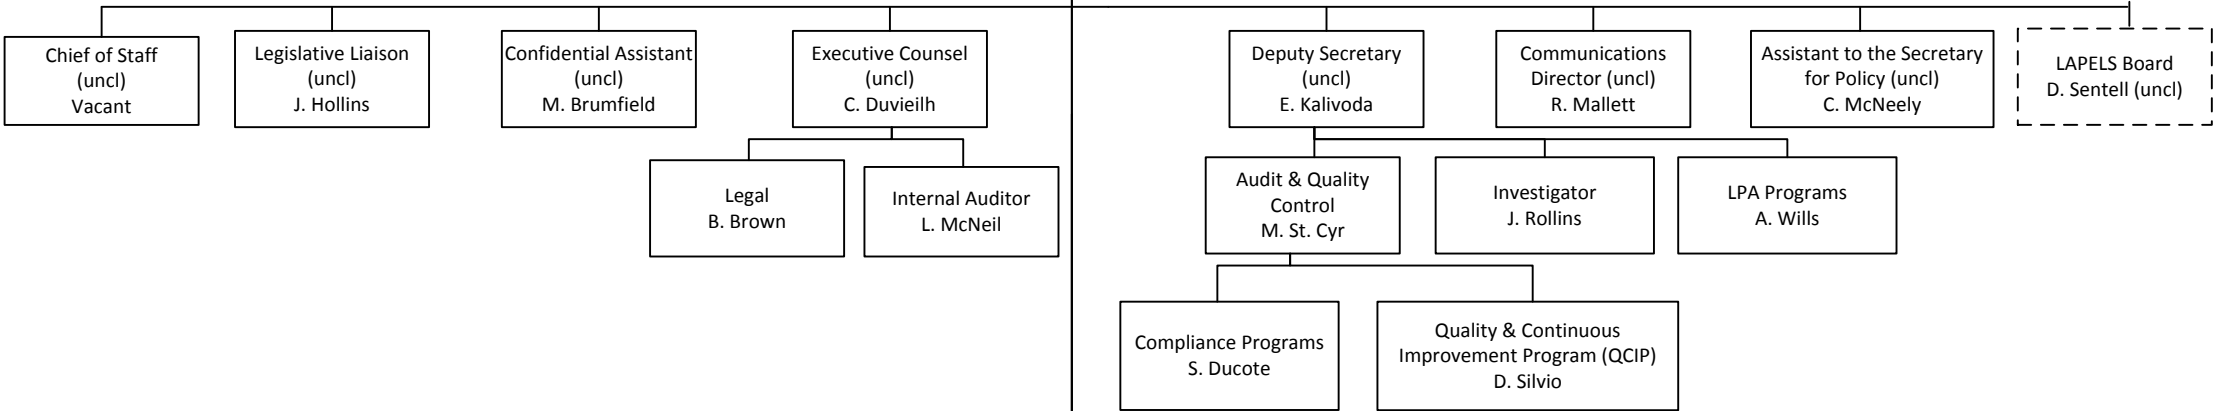 Chief of Staff
(uncl)
Vacant
Legislative Liaison
(uncl)
J. Hollins
Confidential Assistant
(uncl)
M. Brumfield
Executive Counsel
(uncl)
C. Duvieilh
Deputy Secretary
(uncl)
E. Kalivoda
Communications
Director (uncl)
R. Mallett
Assistant to the Secretary
for Policy (uncl)
C. McNeely
LAPELS Board
D. Sentell (uncl)
Legal
B. Brown
Internal Auditor
L. McNeil
Audit & Quality
Control
M. St. Cyr
Investigator
J. Rollins
LPA Programs
A. Wills
Compliance Programs
S. Ducote
Quality & Continuous
Improvement Program (QCIP)
D. Silvio